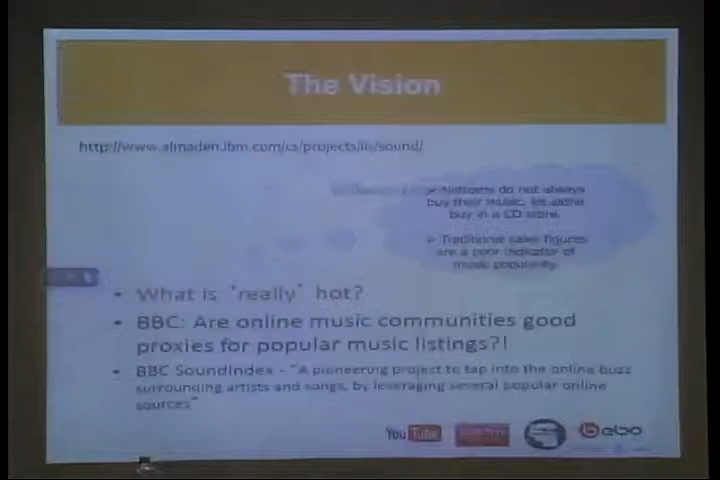 The Vision
http://www.almaden.ibm.com/cs/projects/iis/sound/
➢ Netizens do not always
buy their music, let alone
buy in a CD store.
➢ Traditional sales figures
are a poor indicator of
music popularity.
• What is 'really' hot?
• BBC: Are online music communities good
proxies for popular music listings?!
• BBC SoundIndex - "A pioneering project to tap into the online buzz
surrounding artists and songs, by leveraging several popular online
sources"
YouTube
bebo